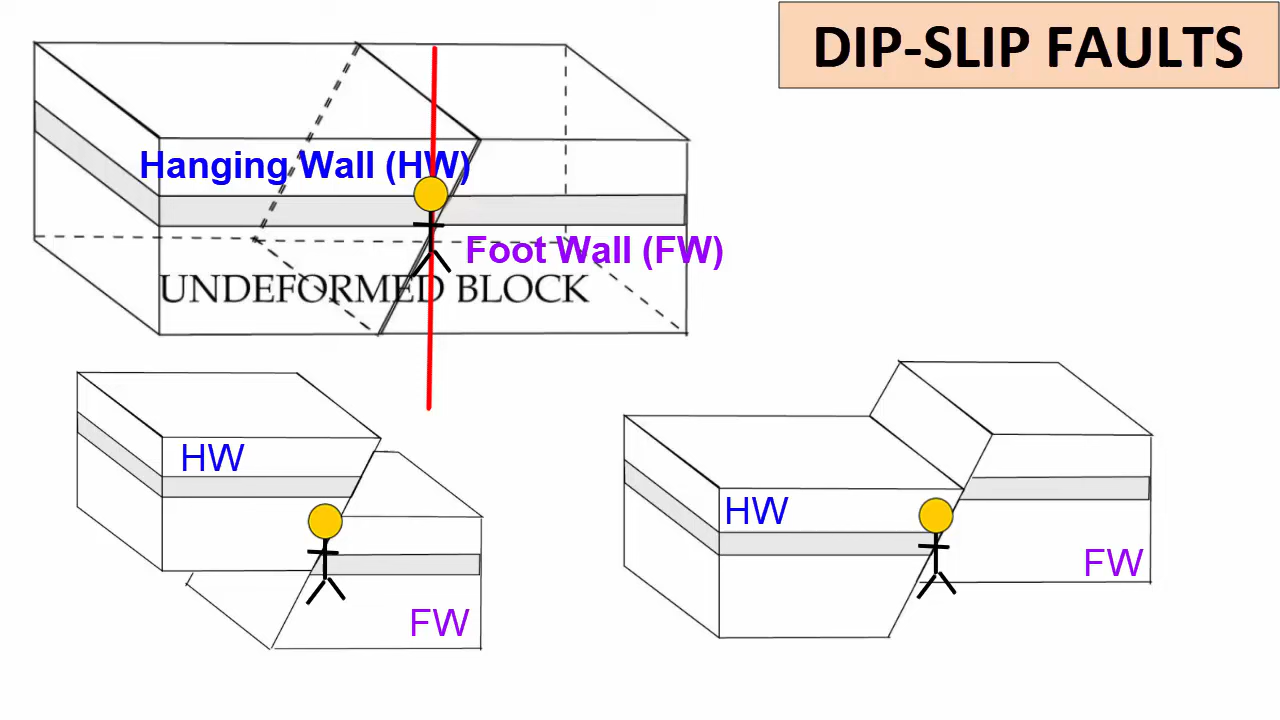 DIP-SLIP FAULTS
Hanging Wall (HW)
Foot Wall (FW)
UNDEFORMED BLOCK
HW
FW
HW
FW